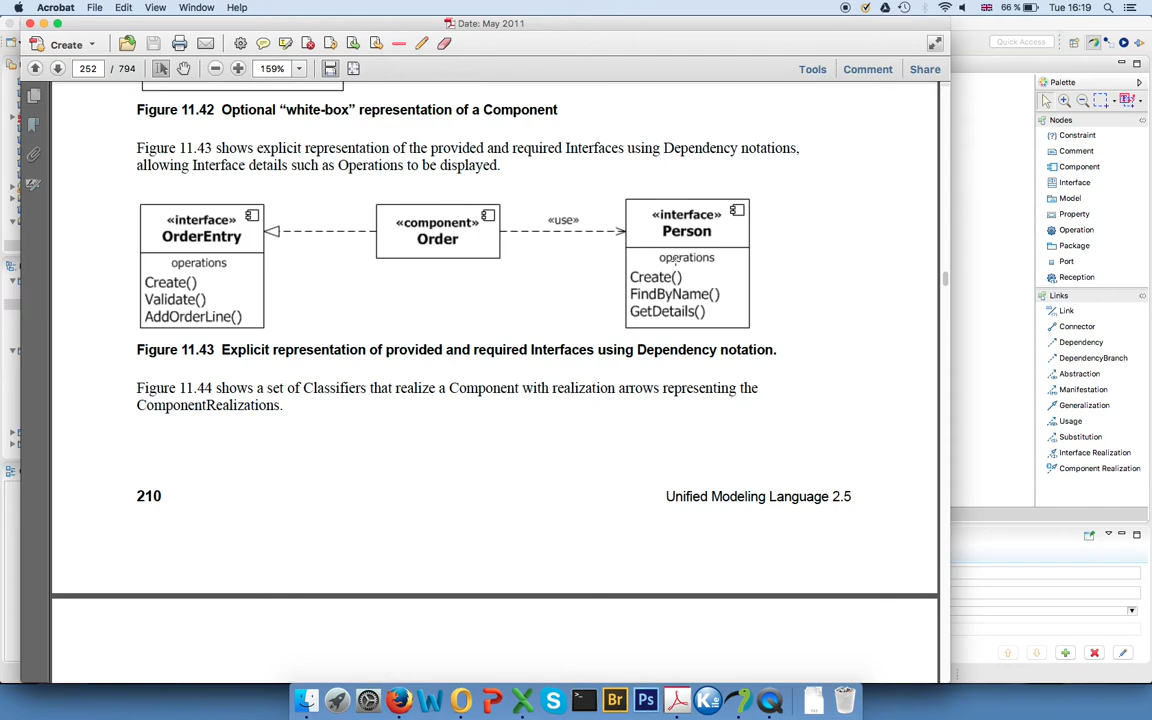 Acrobat File Edit View Window Help 66 % Tue 16:19
Date: May 2011
Create
252 / 794 159% Tools Comment Share
Quick Access
Figure 11.42 Optional “white-box” representation of a Component
Figure 11.43 shows explicit representation of the provided and required Interfaces using Dependency notations,
allowing Interface details such as Operations to be displayed.
«interface»
OrderEntry
operations
Create()
Validate()
AddOrderLine()
«component»
Order
«use»
«interface»
Person
operations
Create()
FindByName()
GetDetails()
Figure 11.43 Explicit representation of provided and required Interfaces using Dependency notation.
Figure 11.44 shows a set of Classifiers that realize a Component with realization arrows representing the
ComponentRealizations.
210 Unified Modeling Language 2.5
Palette
Nodes
Constraint
Comment
Component
Interface
Model
Property
Operation
Package
Port
Reception
Links
Link
Connector
Dependency
DependencyBranch
Abstraction
Manifestation
Generalization
Usage
Substitution
Interface Realization
Component Realization
Br Ps